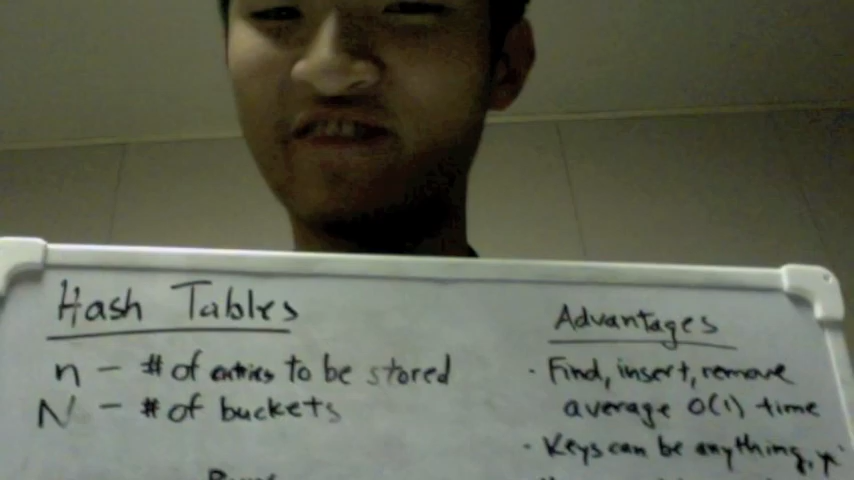 Hash Tables
n - # of entries to be stored
N - # of buckets
Advantages
· Find, insert, remove
average O(1) time
· Keys can be anything,